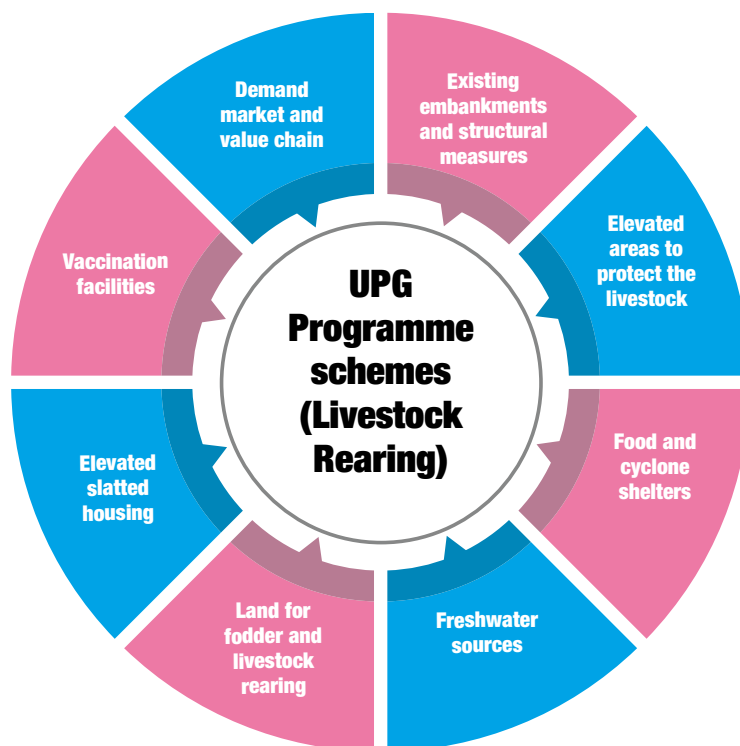 Demand
market and
value chain
Existing
embankments
and structural
measures
Elevated
areas to
protect the
livestock
Food and
cyclone
shelters
Freshwater
sources
Land for
fodder and
livestock
rearing
Elevated
slatted
housing
Vaccination
facilities
UPG
Programme
schemes
(Livestock
Rearing)